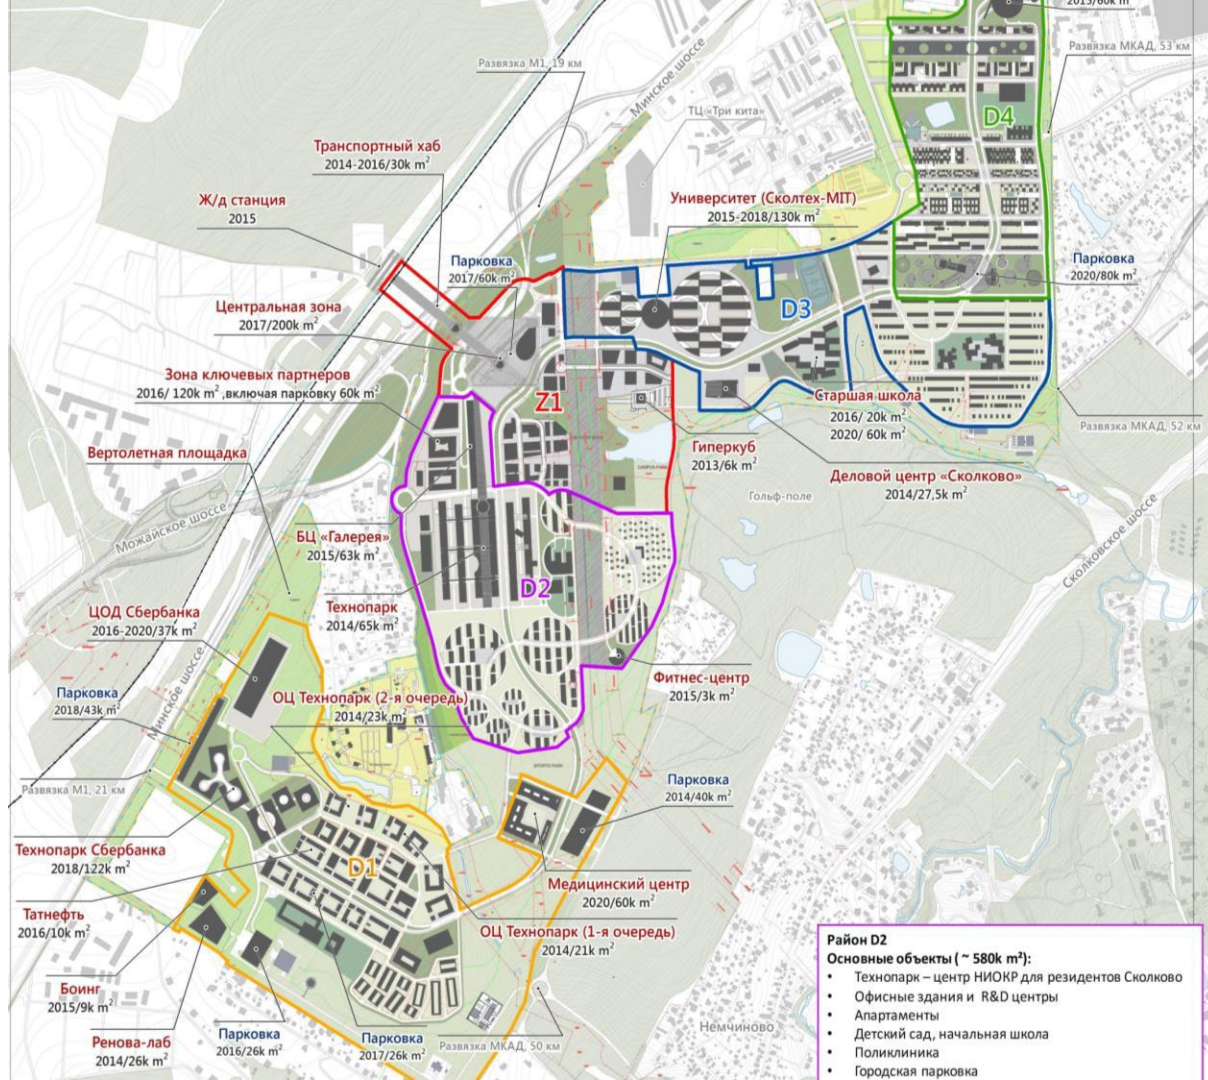 2015/60k m²
Развязка М1, 19 км
Минское шоссе
Развязка МКАД, 53 км
ТЦ «Три кита»
D4
Транспортный хаб
2014-2016/30k m²
Ж/д станция
2015
Университет (Сколтех-MIT)
2015-2018/130k m²
Парковка
2017/60k m²
Парковка
2020/80k m²
Центральная зона
2017/200k m²
D3
Зона ключевых партнеров
2016/ 120k m² ,включая парковку 60k m²
Z1
Старшая школа
2016/ 20k m²
2020/ 60k m²
Развязка МКАД, 52 км
Вертолетная площадка
Гиперкуб
2013/6k m²
Деловой центр «Сколково»
2014/27,5k m²
Гольф-поле
Можайское шоссе
Сколковское шоссе
БЦ «Галерея»
2015/63k m²
D2
Технопарк
2014/65k m²
ЦОД Сбербанка
2016-2020/37k m²
Минское шоссе
Фитнес-центр
2015/3k m²
Парковка
2018/43k m²
ОЦ Технопарк (2-я очередь)
2014/23k m²
Развязка М1, 21 км
Парковка
2014/40k m²
Технопарк Сбербанка
2018/122k m²
D1
Медицинский центр
2020/60k m²
Татнефть
2016/10k m²
ОЦ Технопарк (1-я очередь)
2014/21k m²
Боинг
2015/9k m²
Ренова-лаб
2014/26k m²
Парковка
2016/26k m²
Парковка
2017/26k m²
Развязка МКАД, 50 км
Немчиново
Район D2
Основные объекты ( ~ 580k m²):
• Технопарк – центр НИОКР для резидентов Сколково
• Офисные здания и R&D центры
• Апартаменты
• Детский сад, начальная школа
• Поликлиника
• Городская парковка